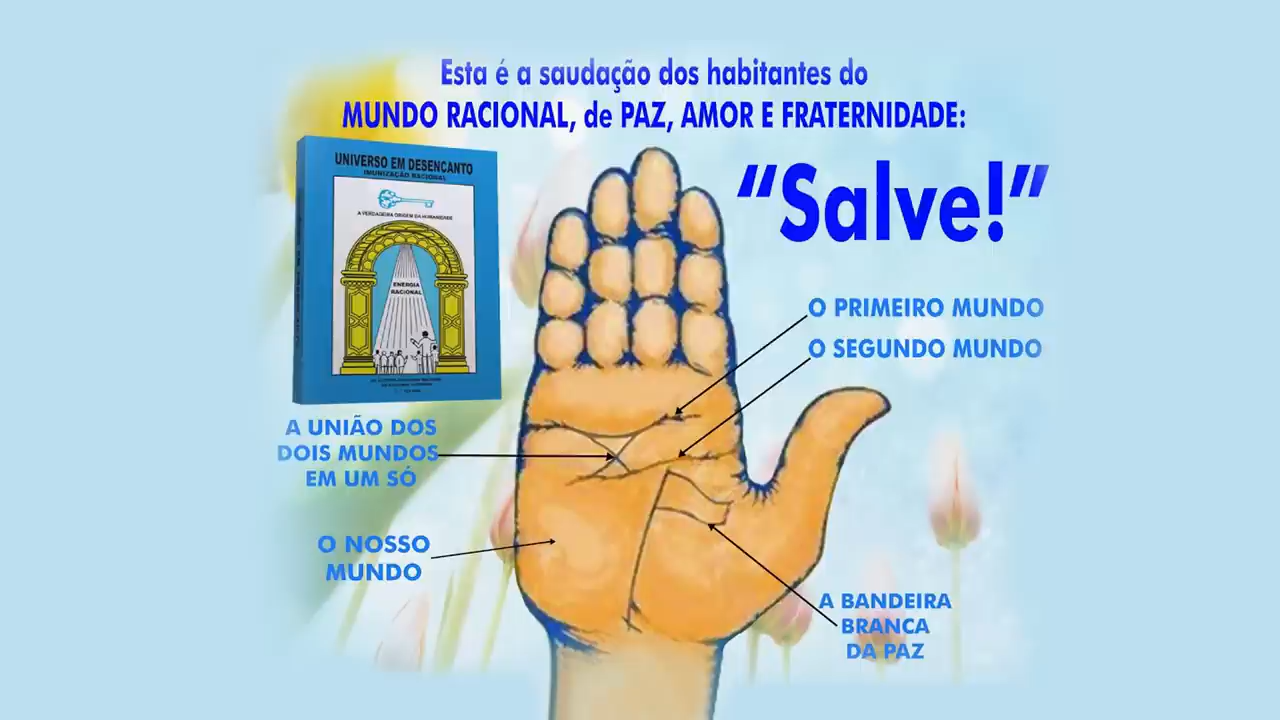 Esta é a saudação dos habitantes do
MUNDO RACIONAL, de PAZ, AMOR E FRATERNIDADE:
“Salve!”
UNIVERSO EM DESENCANTO
IMUNIZAÇÃO RACIONAL
A VERDADEIRA ORIGEM DA HUMANIDADE
ENERGIA
RACIONAL
O PRIMEIRO MUNDO
O SEGUNDO MUNDO
A UNIÃO DOS
DOIS MUNDOS
EM UM SÓ
O NOSSO
MUNDO
A BANDEIRA
BRANCA
DA PAZ